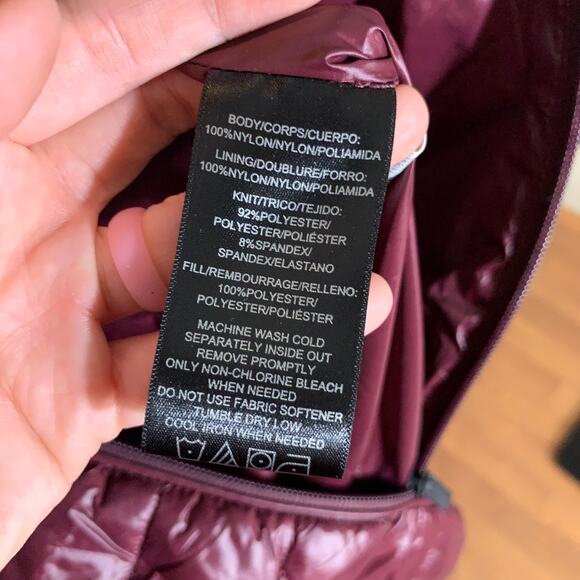 BODY/CORPS/CUERPO:
100%NYLON/NYLON/POLIAMIDA
LINING/DOUBLURE/FORRO:
100%NYLON/NYLON/POLIAMIDA
KNIT/TRICO/TEJIDO:
92%POLYESTER/
POLYESTER/POLIÉSTER
8%SPANDEX/
SPANDEX/ELASTANO
FILL/REMBOURRAGE/RELLENO:
100%POLYESTER/
POLYESTER/POLIÉSTER
MACHINE WASH COLD
SEPARATELY INSIDE OUT
REMOVE PROMPTLY
ONLY NON-CHLORINE BLEACH
WHEN NEEDED
DO NOT USE FABRIC SOFTENER
TUMBLE DRY LOW
COOL IRON WHEN NEEDED